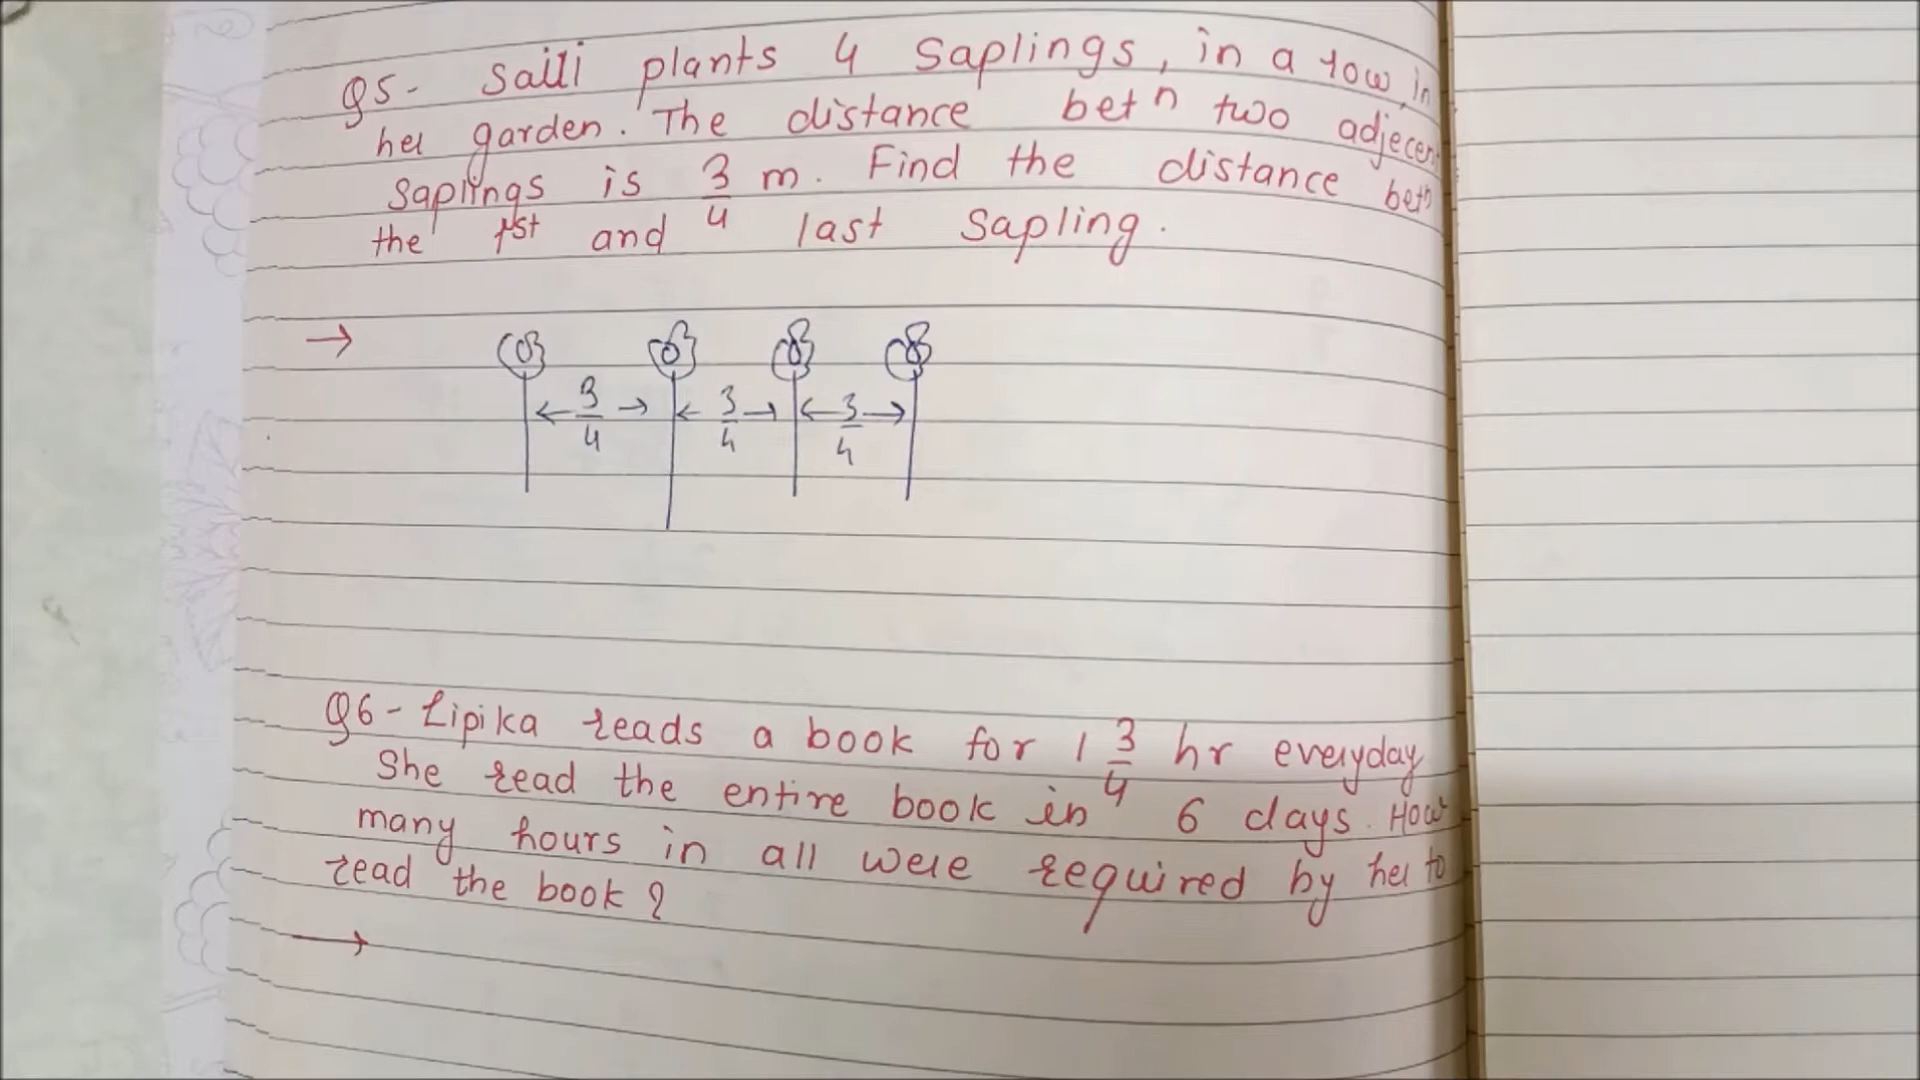 Q5- Saili plants 4 Saplings, in a row, in
her garden. The distance betn two adjecent
Saplings is 3/4 m. Find the distance betn
the 1st and last Sapling.
→
← 3/4 → ← 3/4 → ← 3/4 →
Q6- Lipika reads a book for 1 3/4 hr everyday
She read the entire book in 6 days. How
many hours in all were required by her to
read the book?
→